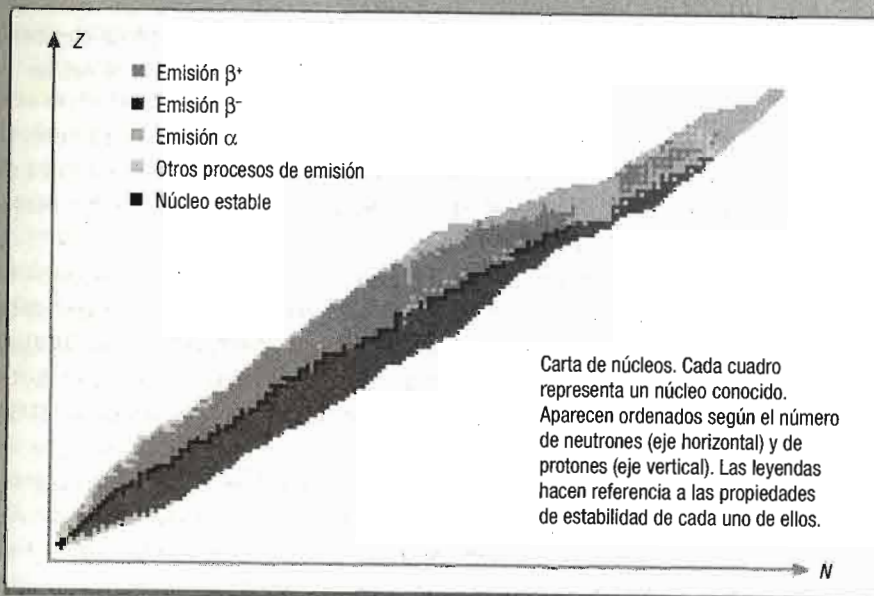 Z
Emisión β⁺
Emisión β⁻
Emisión α
Otros procesos de emisión
Núcleo estable
Carta de núcleos. Cada cuadro
representa un núcleo conocido.
Aparecen ordenados según el número
de neutrones (eje horizontal) y de
protones (eje vertical). Las leyendas
hacen referencia a las propiedades
de estabilidad de cada uno de ellos.
N